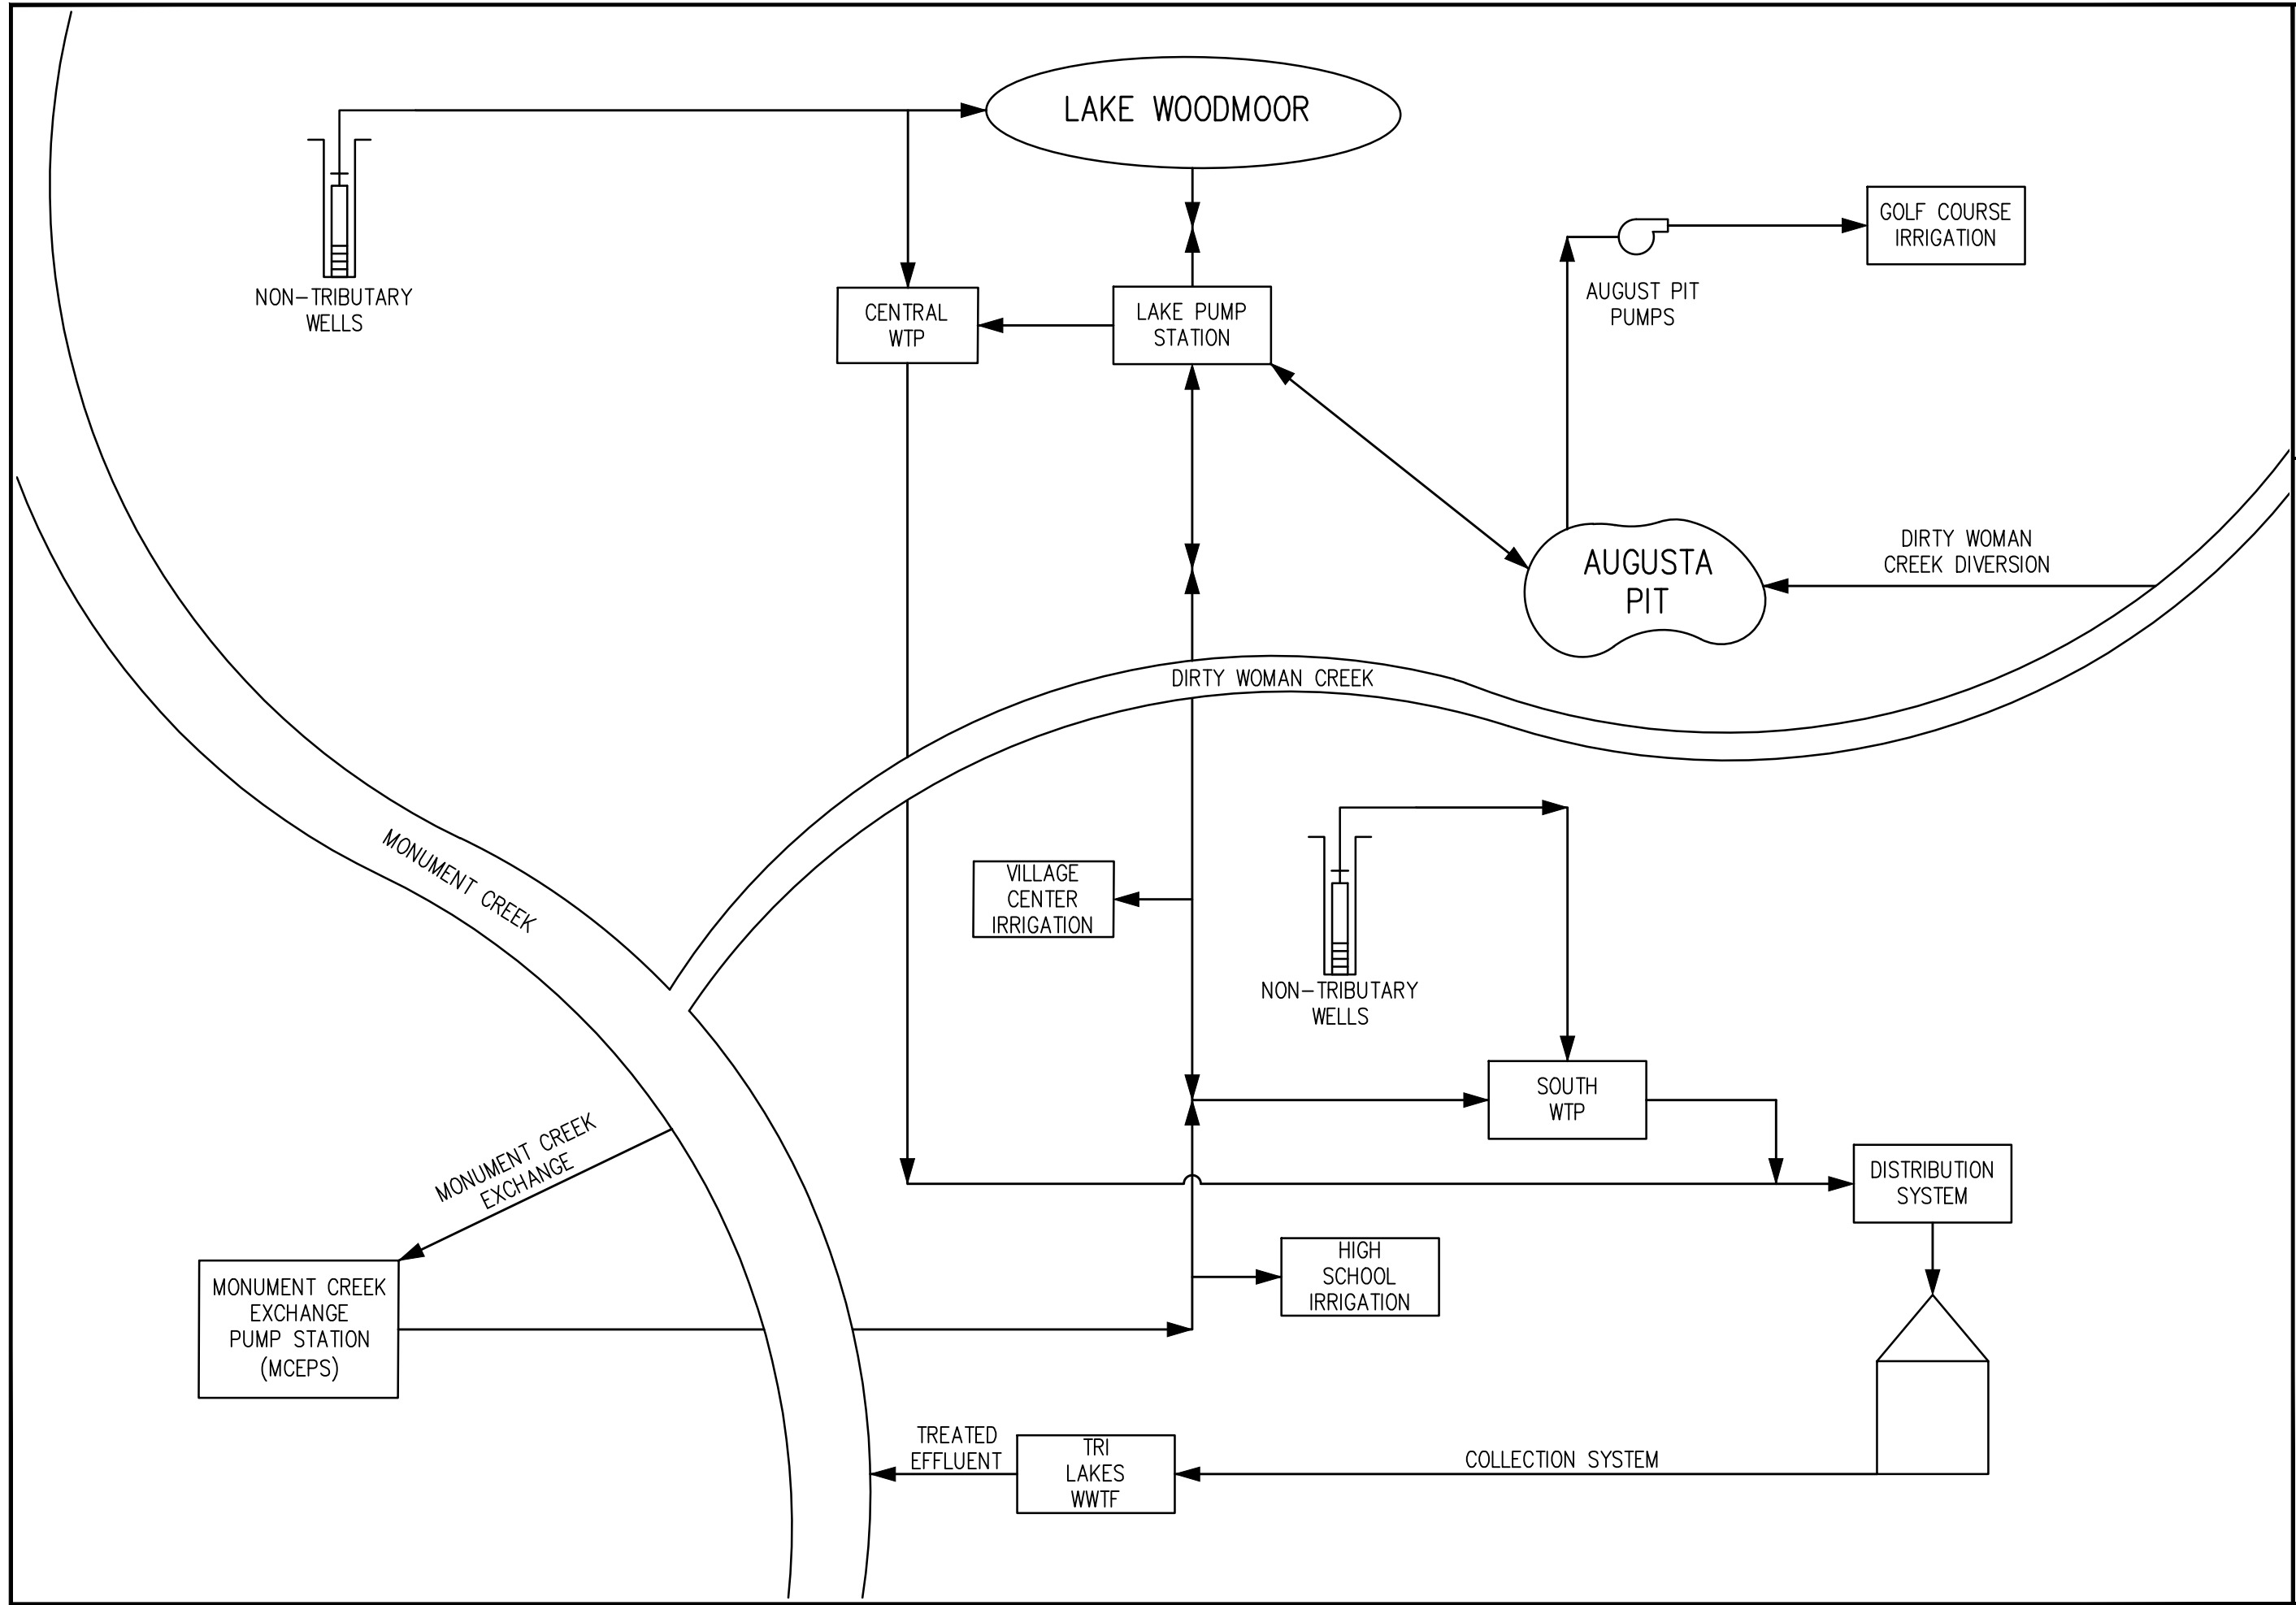 LAKE WOODMOOR
GOLF COURSE
IRRIGATION
AUGUST PIT
PUMPS
NON-TRIBUTARY
WELLS
CENTRAL
WTP
LAKE PUMP
STATION
AUGUSTA
PIT
DIRTY WOMAN
CREEK DIVERSION
DIRTY WOMAN CREEK
MONUMENT CREEK
VILLAGE
CENTER
IRRIGATION
NON-TRIBUTARY
WELLS
SOUTH
WTP
MONUMENT CREEK
EXCHANGE
DISTRIBUTION
SYSTEM
HIGH
SCHOOL
IRRIGATION
MONUMENT CREEK
EXCHANGE
PUMP STATION
(MCEPS)
TREATED
EFFLUENT
TRI
LAKES
WWTF
COLLECTION SYSTEM